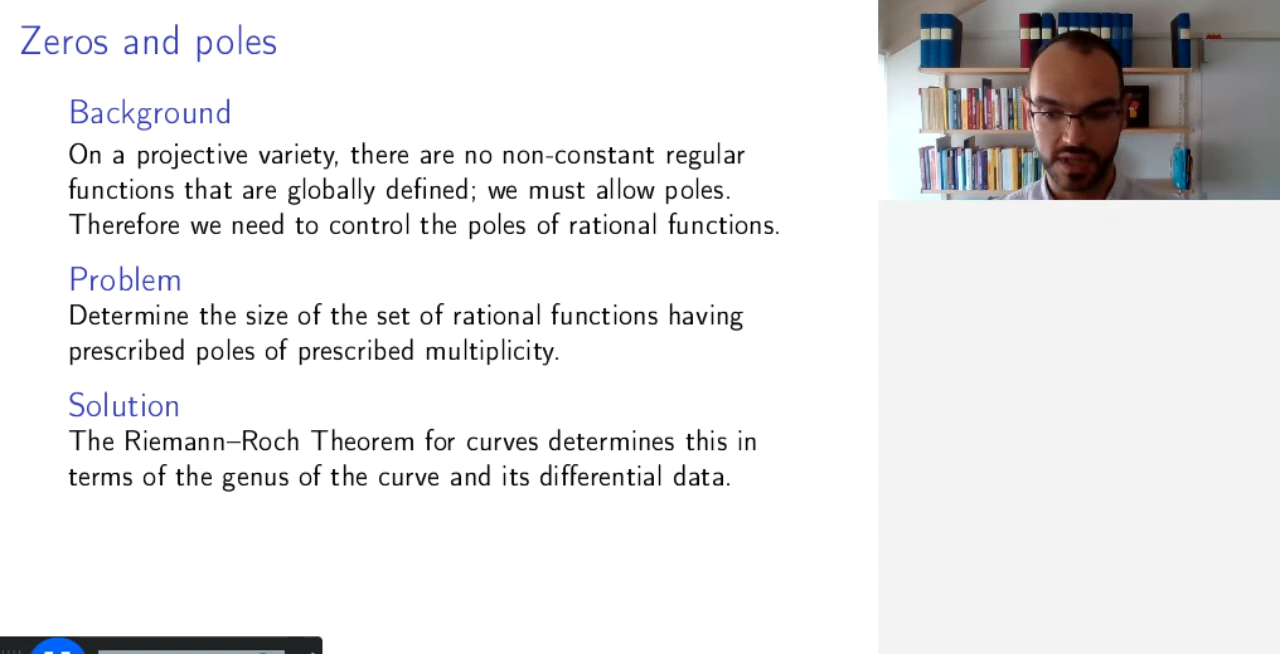 Zeros and poles
Background
On a projective variety, there are no non-constant regular
functions that are globally defined; we must allow poles.
Therefore we need to control the poles of rational functions.
Problem
Determine the size of the set of rational functions having
prescribed poles of prescribed multiplicity.
Solution
The Riemann–Roch Theorem for curves determines this in
terms of the genus of the curve and its differential data.